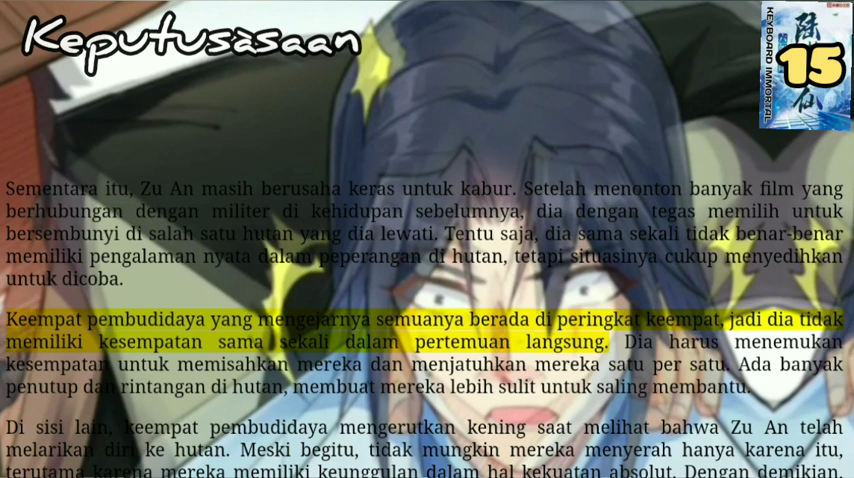 Keputusàsaan
KEYBOARD IMMORTAL
15
Sementara itu, Zu An masih berusaha keras untuk kabur. Setelah menonton banyak film yang
berhubungan dengan militer di kehidupan sebelumnya, dia dengan tegas memilih untuk
bersembunyi di salah satu hutan yang dia lewati. Tentu saja, dia sama sekali tidak benar-benar
memiliki pengalaman nyata dalam peperangan di hutan, tetapi situasinya cukup menyedihkan
untuk dicoba.
Keempat pembudidaya yang mengejarnya semuanya berada di peringkat keempat, jadi dia tidak
memiliki kesempatan sama sekali dalam pertemuan langsung. Dia harus menemukan
kesempatan untuk memisahkan mereka dan menjatuhkan mereka satu per satu. Ada banyak
penutup dan rintangan di hutan, membuat mereka lebih sulit untuk saling membantu.
Di sisi lain, keempat pembudidaya mengerutkan kening saat melihat bahwa Zu An telah
melarikan diri ke hutan. Meski begitu, tidak mungkin mereka menyerah hanya karena itu,
terutama karena mereka memiliki keunggulan dalam hal kekuatan absolut. Dengan demikian,